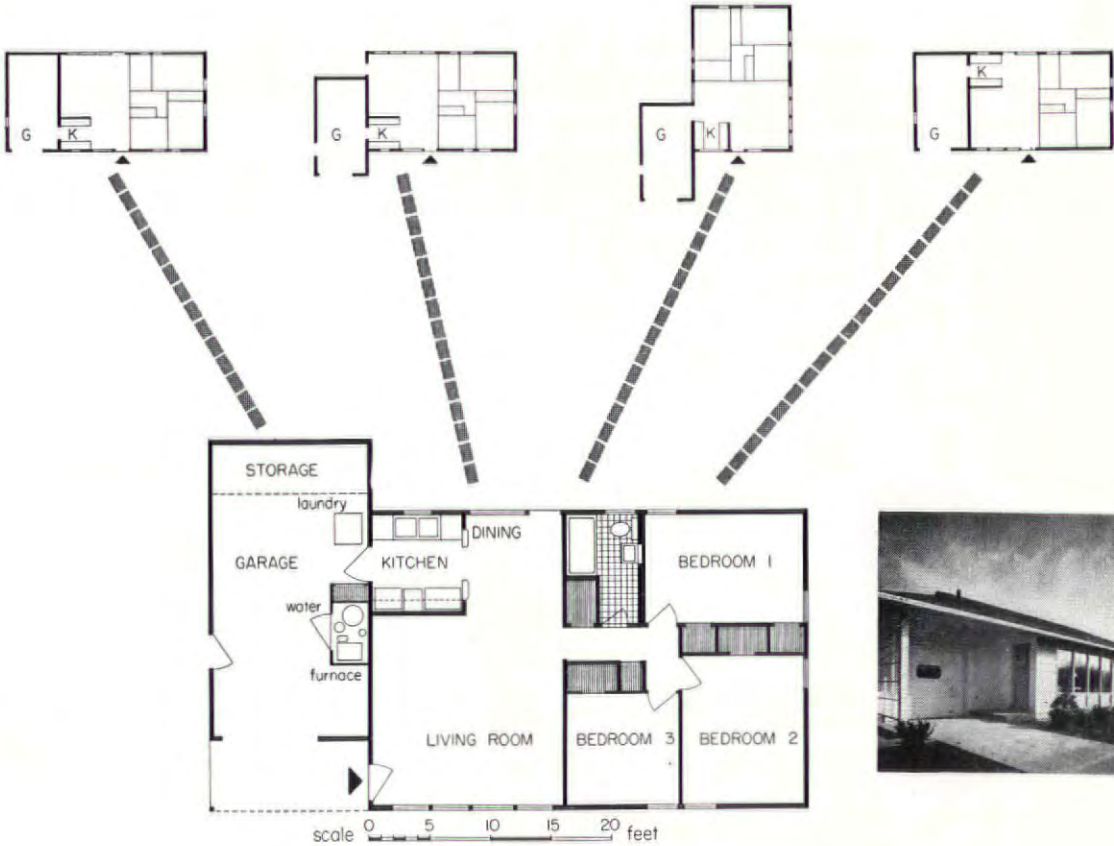 G
K
G
K
G
K
G
K
STORAGE
laundry
DINING
GARAGE
KITCHEN
BEDROOM 1
water
furnace
LIVING ROOM
BEDROOM 3
BEDROOM 2
scale 0 5 10 15 20 feet